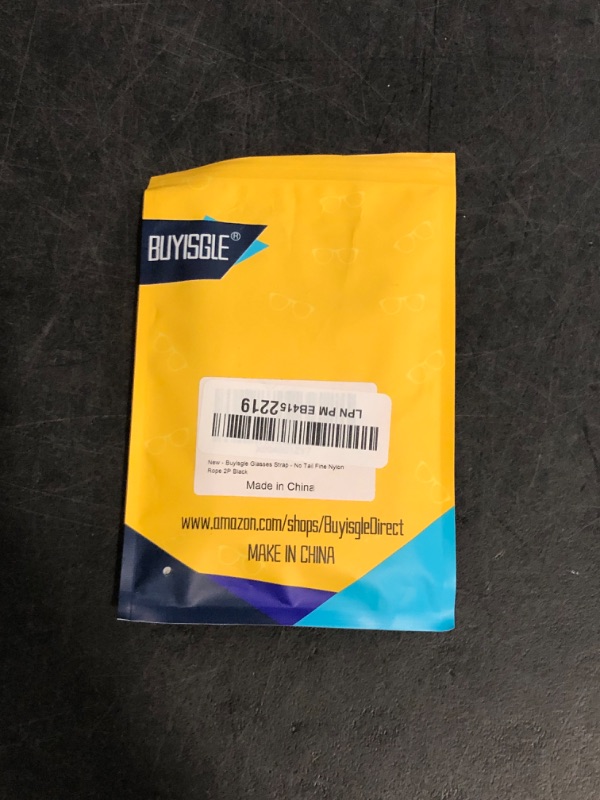 BUYISGLE®
LPN PM EB4152219
New - Buyisgle Glasses Strap - No Tail Fine Nylon
Rope 2P Black
Made in China
www.amazon.com/shops/BuyisgleDirect
MAKE IN CHINA